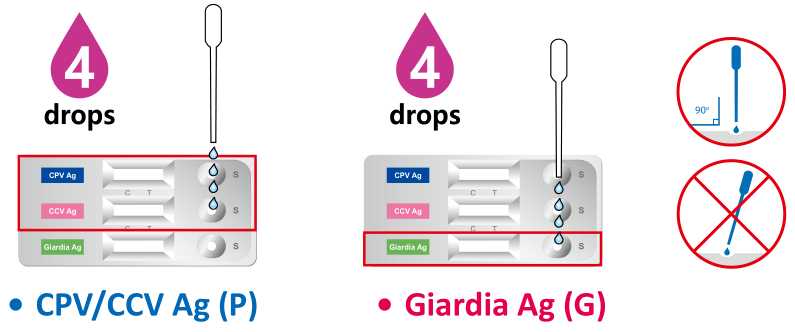 4
drops
CPV Ag
S
C T
CCV Ag
S
C T
Giardia Ag
S
• CPV/CCV Ag (P)
4
drops
CPV Ag
S
C T
CCV Ag
S
C T
Giardia Ag
S
• Giardia Ag (G)
90°